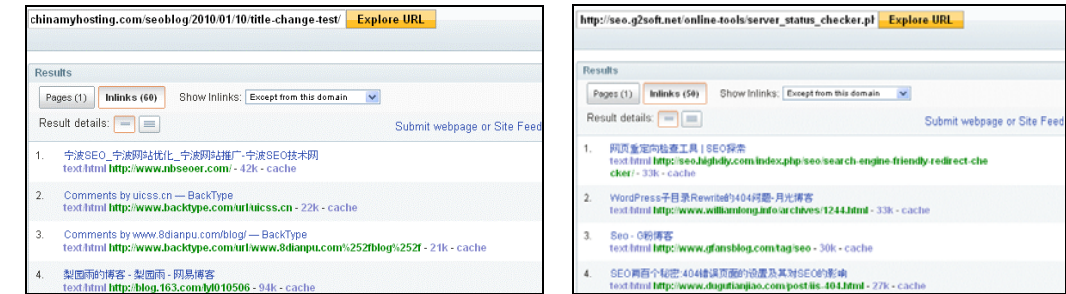 chinamyhosting.com/seoblog/2010/01/10/title-change-test/ Explore URL
Results
Pages (1) Inlinks (60) Show Inlinks: Except from this domain
Result details:
Submit webpage or Site Feed
1. 宁波SEO_宁波网站优化_宁波网站推广-宁波SEO技术网
text/html http://www.nbseoer.com/ - 42k - cache
2. Comments by uicss.cn — BackType
text/html http://www.backtype.com/url/uicss.cn - 22k - cache
3. Comments by www.8dianpu.com/blog/ — BackType
text/html http://www.backtype.com/url/www.8dianpu.com%252fblog%252f - 21k - cache
4. 梨园雨的博客 - 梨园雨 - 网易博客
text/html http://blog.163.com/lyl010506 - 94k - cache
http://seo.g2soft.net/online-tools/server_status_checker.pl Explore URL
Results
Pages (1) Inlinks (50) Show Inlinks: Except from this domain
Result details:
Submit webpage or Site Feed
1. 网页重定向检查工具 | SEO探索
text/html http://seo.highdiy.com/index.php/seo/search-engine-friendly-redirect-che
cker/ - 33k - cache
2. WordPress子目录Rewrite的404问题-月光博客
text/html http://www.williamlong.info/archives/1244.html - 33k - cache
3. Seo - G粉博客
text/html http://www.gfansblog.com/tag/seo - 30k - cache
4. SEO两百个秘密:404错误页面的设置及其对SEO的影响
text/html http://www.dugutianjiao.com/post/iis-404.html - 27k - cache